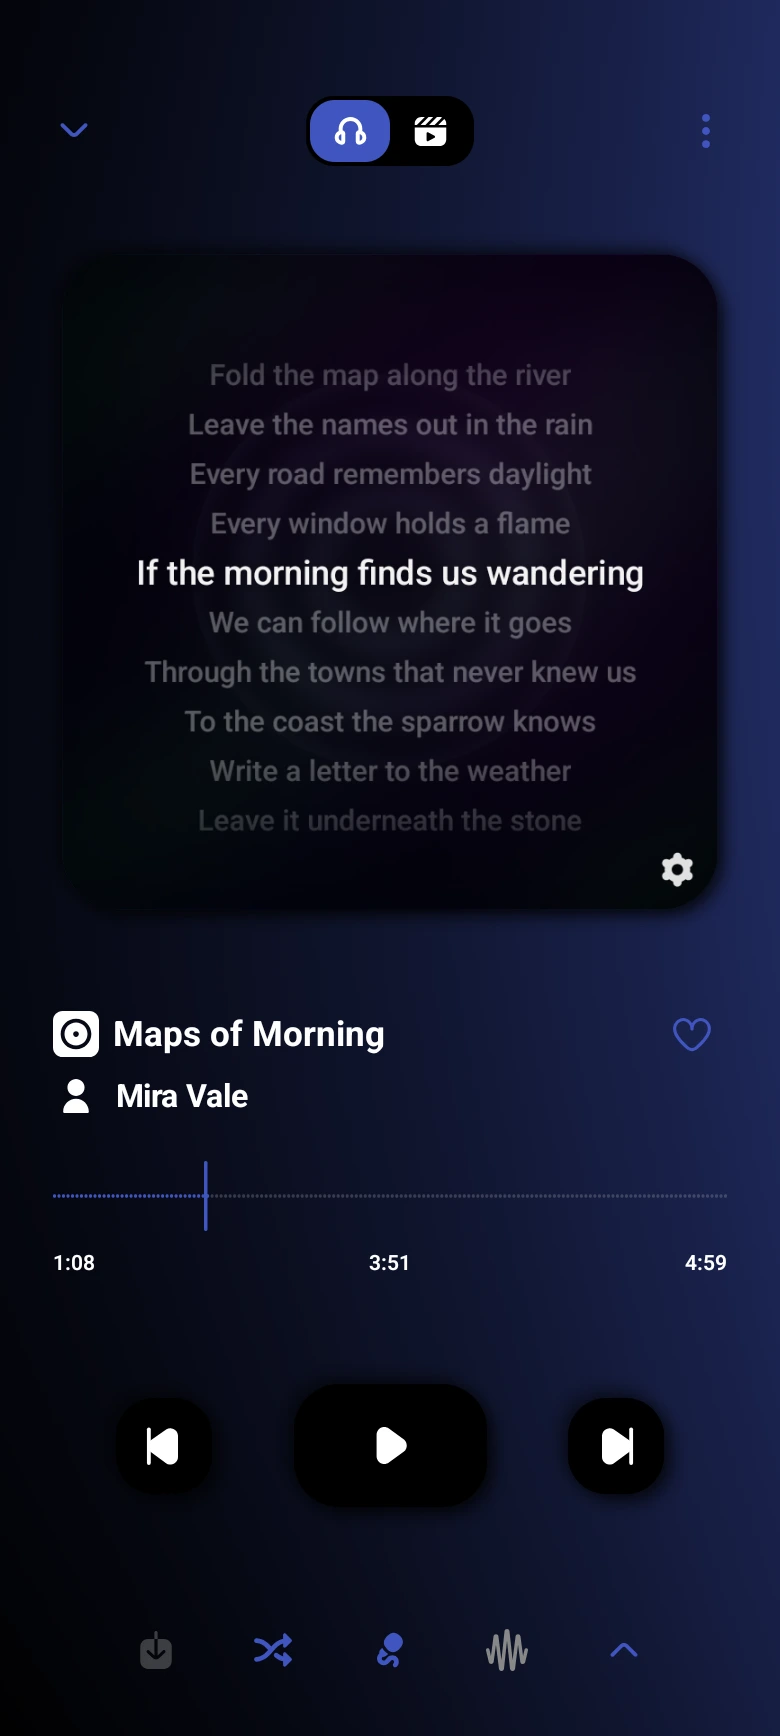 Fold the map along the river
Leave the names out in the rain
Every road remembers daylight
Every window holds a flame
If the morning finds us wandering
We can follow where it goes
Through the towns that never knew us
To the coast the sparrow knows
Write a letter to the weather
Leave it underneath the stone
Maps of Morning
Mira Vale
1:08 3:51 4:59